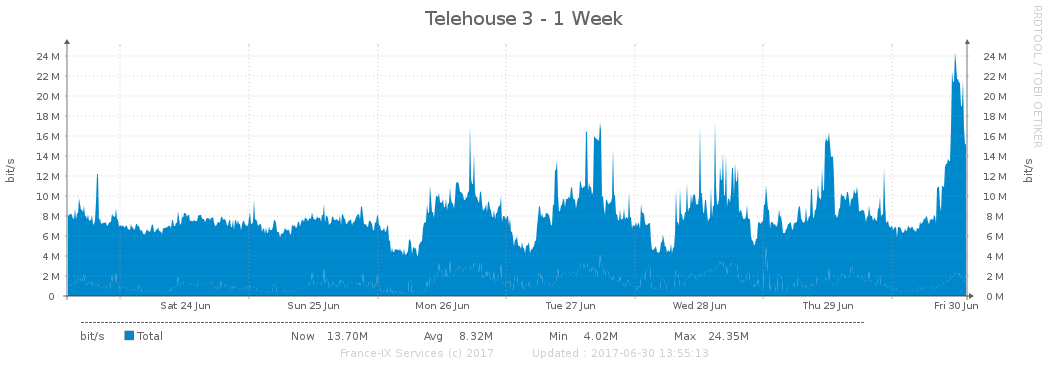 Telehouse 3 - 1 Week
RRDTOOL / TOBI OETIKER
bit/s
24 M 24 M
22 M 22 M
20 M 20 M
18 M 18 M
16 M 16 M
14 M 14 M
12 M 12 M
10 M 10 M
8 M 8 M
6 M 6 M
4 M 4 M
2 M 2 M
0 0 M
bit/s
Sat 24 Jun Sun 25 Jun Mon 26 Jun Tue 27 Jun Wed 28 Jun Thu 29 Jun Fri 30 Jun
bit/s Total Now 13.70M Avg 8.32M Min 4.02M Max 24.35M
France-IX Services (c) 2017 Updated : 2017-06-30 13:55:13